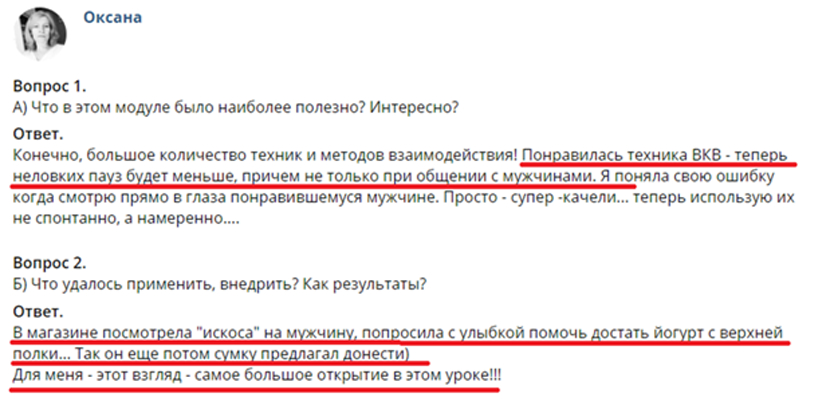 Оксана
Вопрос 1.
А) Что в этом модуле было наиболее полезно? Интересно?
Ответ.
Конечно, большое количество техник и методов взаимодействия! Понравилась техника ВКВ - теперь
неловких пауз будет меньше, причем не только при общении с мужчинами. Я поняла свою ошибку
когда смотрю прямо в глаза понравившемуся мужчине. Просто - супер -качели... теперь использую их
не спонтанно, а намеренно....
Вопрос 2.
Б) Что удалось применить, внедрить? Как результаты?
Ответ.
В магазине посмотрела "искоса" на мужчину, попросила с улыбкой помочь достать йогурт с верхней
полки... Так он еще потом сумку предлагал донести)
Для меня - этот взгляд - самое большое открытие в этом уроке!!!